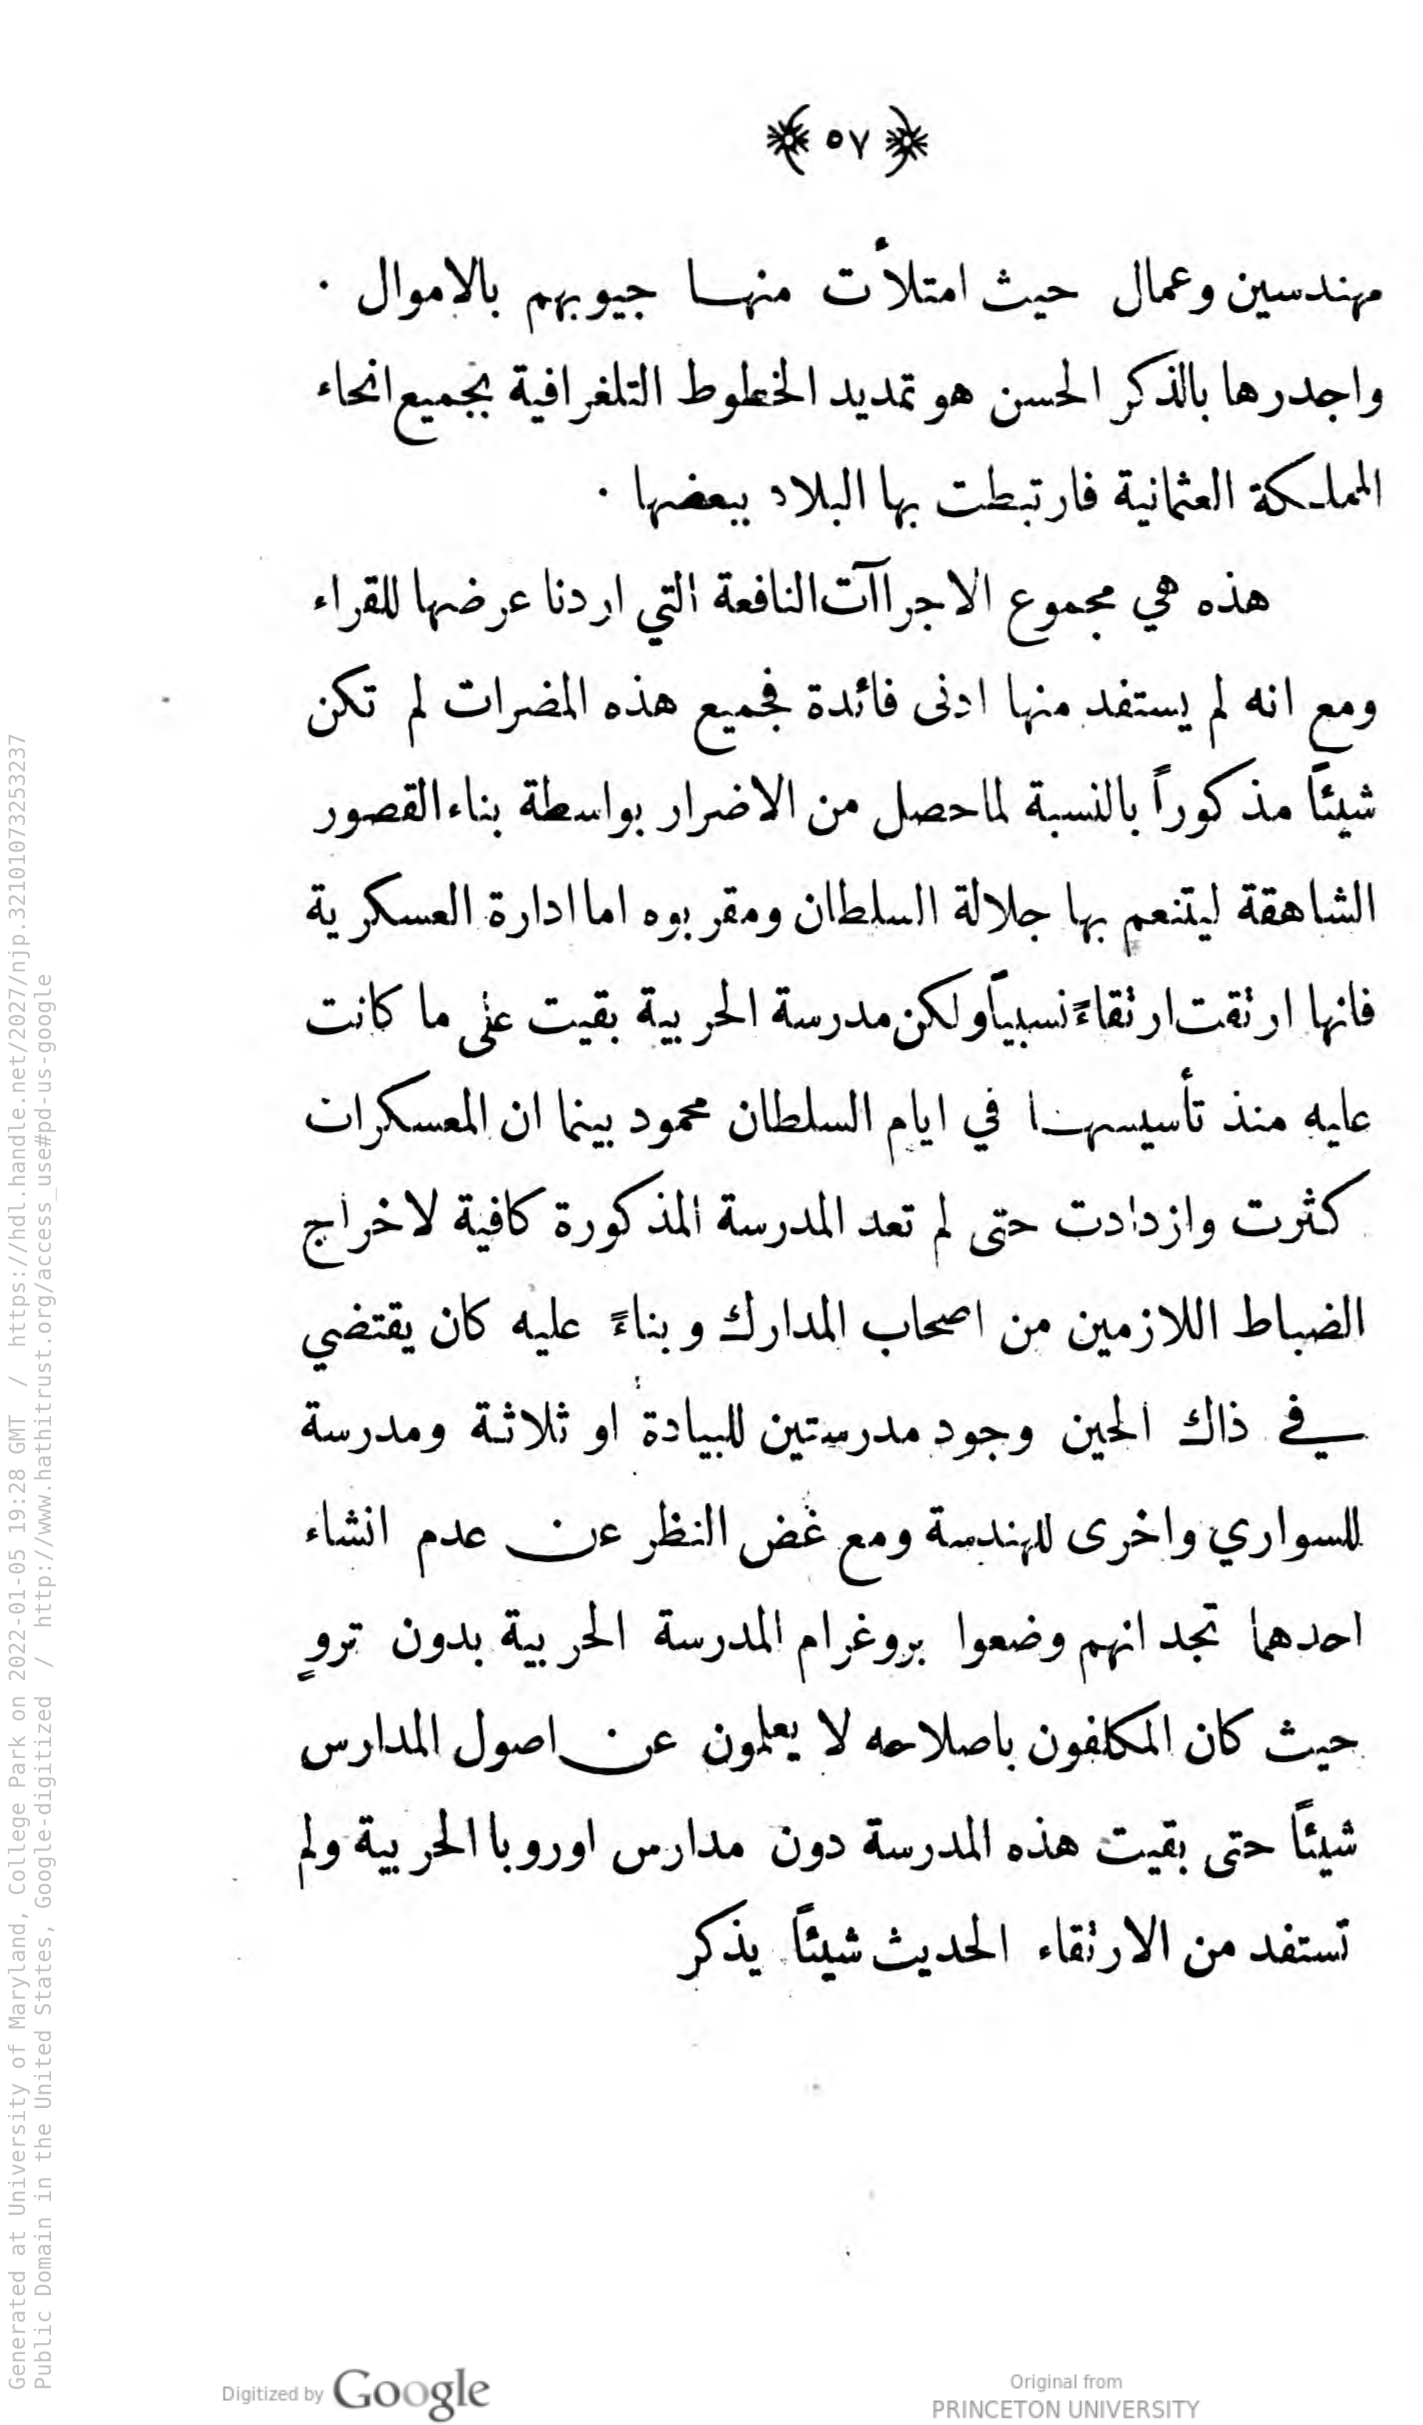 ﴿ ٥٧ ﴾
مهندسين وعمال حيث امتلأت منها جيوبهم بالاموال ·
واجدرها بالذكر الحسن هو تمديد الخطوط التلغرافية بجميع انحاء
المملكة العثمانية فارتبطت بها البلاد ببعضها ·
هذه هي مجموع الاجراآت النافعة التي اردنا عرضها للقراء
ومع انه لم يستفد منها ادنى فائدة فجميع هذه المضرات لم تكن
شيئاً مذكوراً بالنسبة لما حصل من الاضرار بواسطة بناء القصور
الشاهقة ليتنعم بها جلالة السلطان ومقربوه اما ادارة العسكرية
فانها ارتقت ارتقاءً نسبياً ولكن مدرسة الحربية بقيت على ما كانت
عليه منذ تأسيسها في ايام السلطان محمود بينما ان المعسكرات
كثرت وازدادت حتى لم تعد المدرسة المذكورة كافية لاخراج
الضباط اللازمين من اصحاب المدارك وبناءً عليه كان يقتضي
في ذاك الحين وجود مدرستين للبيادة او ثلاثة ومدرسة
للسواري واخرى للهندسة ومع غض النظر عن عدم انشاء
احدهما تجد انهم وضعوا بروغرام المدرسة الحربية بدون تروٍ
حيث كان المكلفون باصلاحه لا يعلمون عن اصول المدارس
شيئاً حتى بقيت هذه المدرسة دون مدارس اوروبا الحربية ولم
تستفد من الارتقاء الحديث شيئاً يذكر
Generated at University of Maryland, College Park on 2022-01-05 19:28 GMT / https://hdl.handle.net/2027/njp.32101073253237
Public Domain in the United States, Google-digitized / http://www.hathitrust.org/access_use#pd-us-google
Digitized by Google
Original from
PRINCETON UNIVERSITY